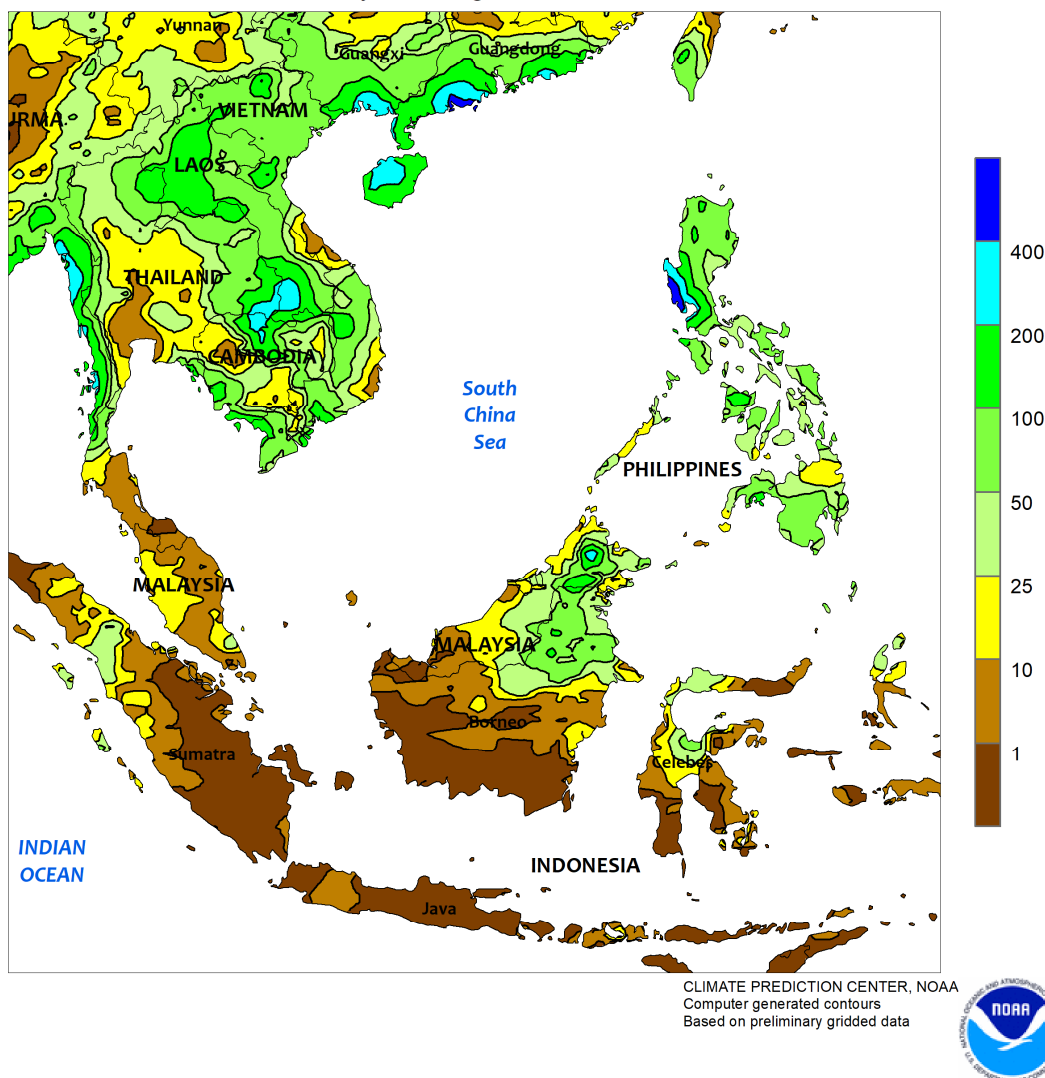 Yunnan
Guangxi
Guangdong
URMA
VIETNAM
LAOS
THAILAND
CAMBODIA
South
China
Sea
PHILIPPINES
MALAYSIA
MALAYSIA
Borneo
Sumatra
Celebes
INDIAN
OCEAN
INDONESIA
Java
400
200
100
50
25
10
1
CLIMATE PREDICTION CENTER, NOAA
Computer generated contours
Based on preliminary gridded data
NOAA